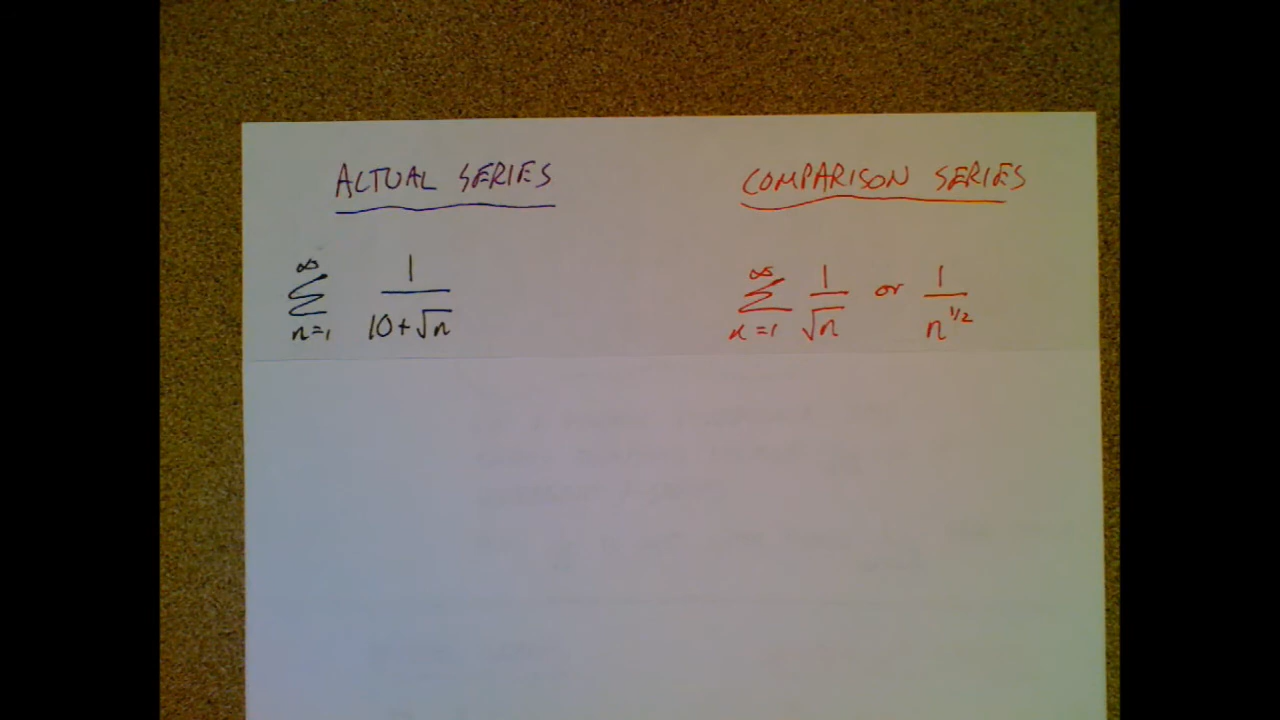 ACTUAL SERIES
COMPARISON SERIES
∞ 1
Σ
n=1 10+√n
∞ 1 or 1
Σ
n=1 √n n^1/2